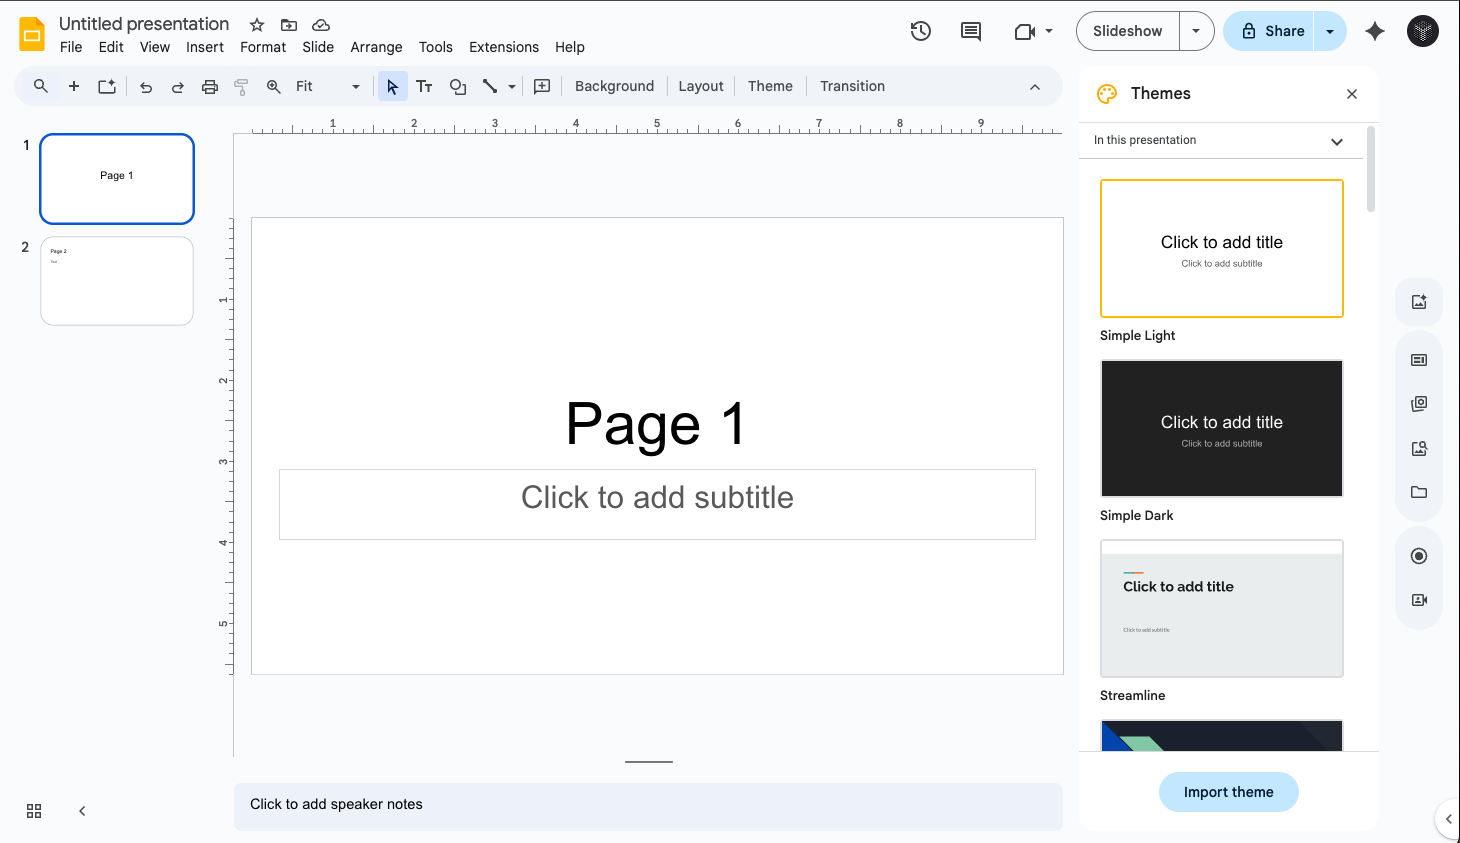 Untitled presentation
File Edit View Insert Format Slide Arrange Tools Extensions Help
Slideshow
Share
Fit
Background
Layout
Theme
Transition
1
Page 1
2
Page 2
Text
1 2 3 4 5 6 7 8 9
1
2
3
4
5
Page 1
Click to add subtitle
Click to add speaker notes
Themes
In this presentation
Click to add title
Click to add subtitle
Simple Light
Click to add title
Click to add subtitle
Simple Dark
Click to add title
Click to add subtitle
Streamline
Import theme